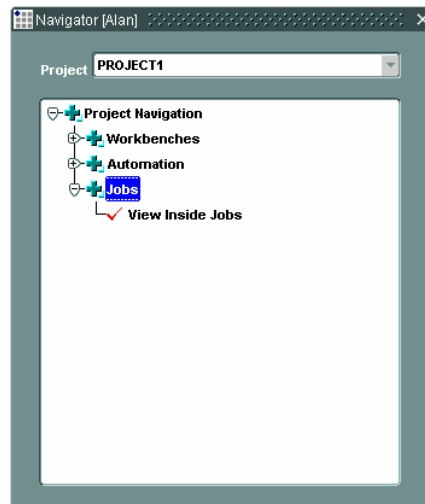 Navigator [Alan]
Project PROJECT1
Project Navigation
Workbenches
Automation
Jobs
View Inside Jobs